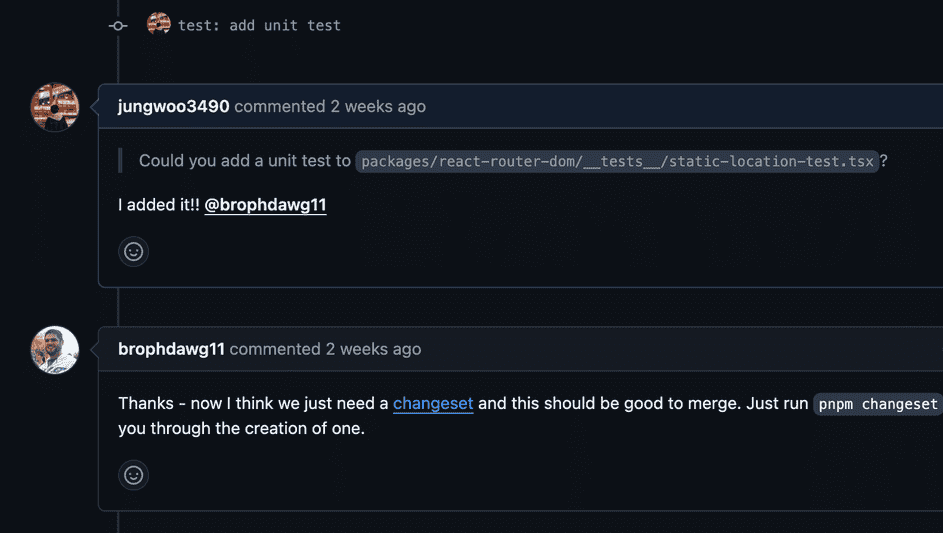 test: add unit test
jungwoo3490 commented 2 weeks ago
Could you add a unit test to packages/react-router-dom/__tests__/static-location-test.tsx?
I added it!! @brophdawg11
brophdawg11 commented 2 weeks ago
Thanks - now I think we just need a changeset and this should be good to merge. Just run pnpm changeset
you through the creation of one.